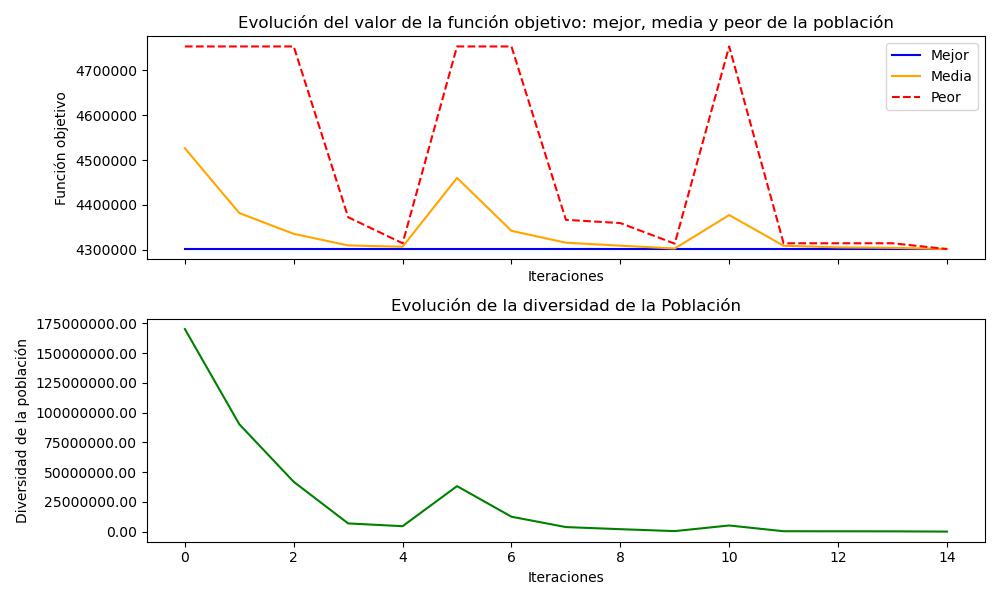 Evolución del valor de la función objetivo: mejor, media y peor de la población
4700000
4600000
4500000
4400000
4300000
Función objetivo
Mejor
Media
Peor
Iteraciones
Evolución de la diversidad de la Población
175000000.00
150000000.00
125000000.00
100000000.00
75000000.00
50000000.00
25000000.00
0.00
Diversidad de la población
0 2 4 6 8 10 12 14
Iteraciones